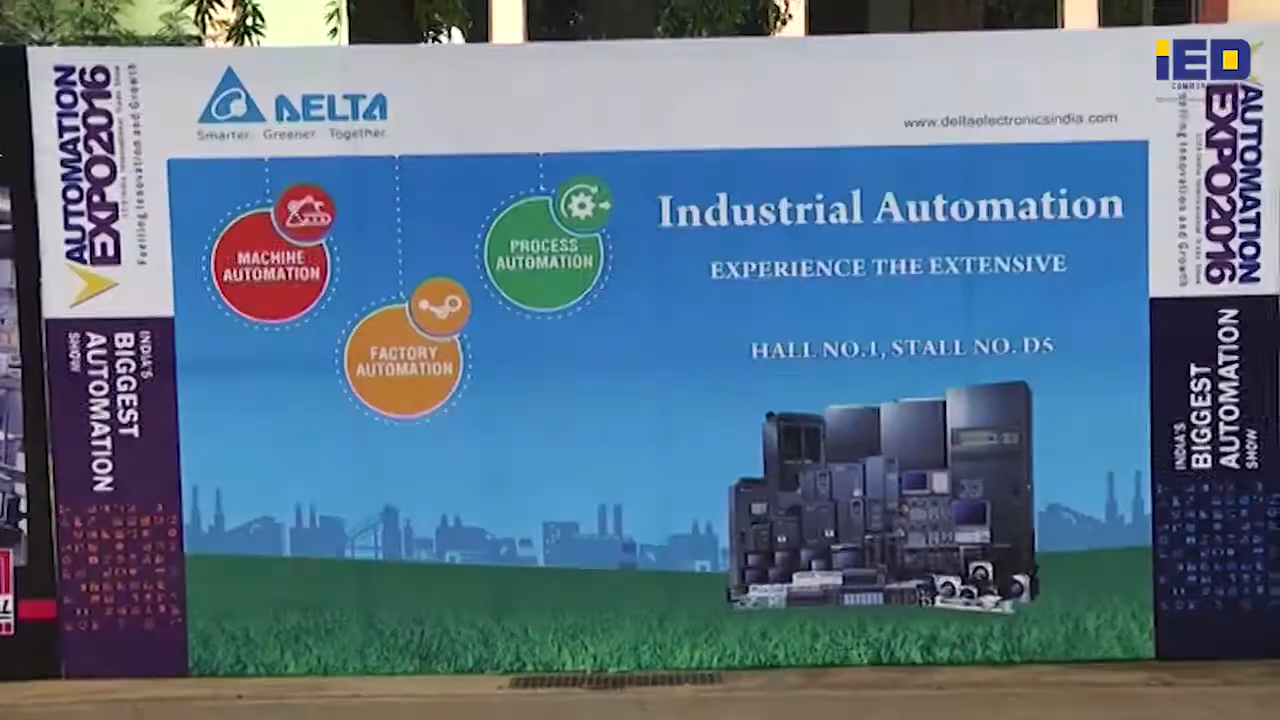 iED
COMMUN
AUTOMATION
EXPO2016
DELTA
Smarter. Greener. Together.
www.deltaelectronicsindia.com
AUTOMATION
EXPO2016
MACHINE
AUTOMATION
PROCESS
AUTOMATION
FACTORY
AUTOMATION
Industrial Automation
EXPERIENCE THE EXTENSIVE
HALL NO.1, STALL NO. D5
INDIA'S
BIGGEST
AUTOMATION
SHOW
INDIA'S
BIGGEST
AUTOMATION
SHOW